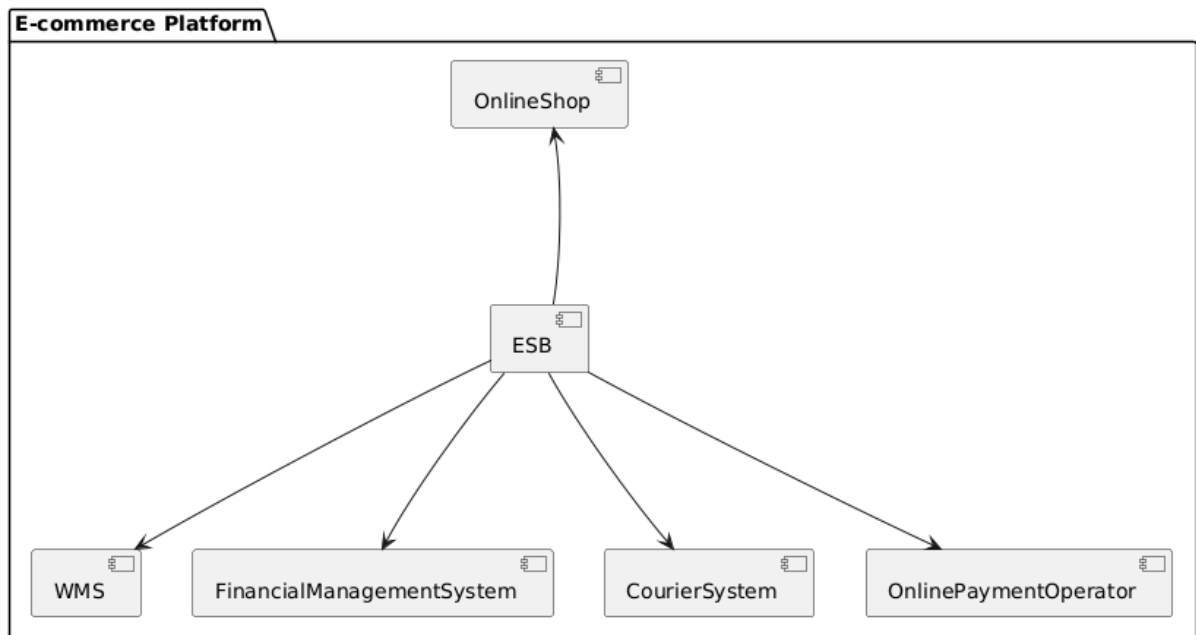 E-commerce Platform
OnlineShop
ESB
WMS
FinancialManagementSystem
CourierSystem
OnlinePaymentOperator